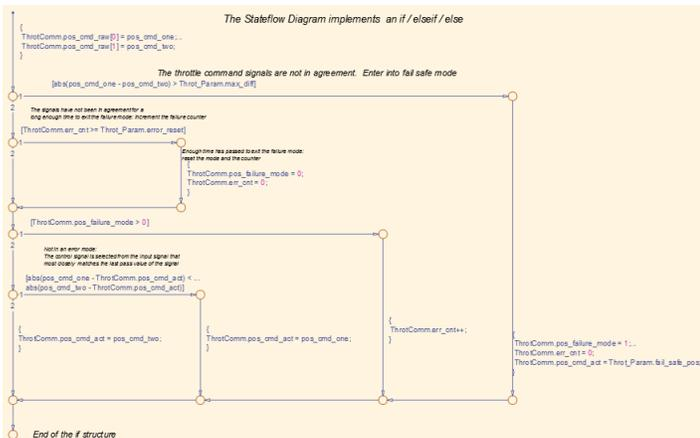 The Stateflow Diagram implements an if / elseif / else
{
ThrotComm.pos_cmd_raw[0] = pos_cmd_one;...
ThrotComm.pos_cmd_raw[1] = pos_cmd_two;
}
The throttle command signals are not in agreement. Enter into fail safe mode
[abs(pos_cmd_one - pos_cmd_two) > Throt_Param.max_diff]
1
2
The signals have not been in agreement for a
long enough time to exit the failure mode: increment the failure counter
[ThrotComm.err_cnt >= Throt_Param.error_reset]
1
2
Enough time has passed to exit the failure mode:
reset the mode and the counter
{
ThrotComm.pos_failure_mode = 0;
ThrotComm.err_cnt = 0;
}
[ThrotComm.pos_failure_mode > 0]
1
2
Not in an error mode:
The control signal is selected from the input signal that
most closely matches the last pass value of the signal
[abs(pos_cmd_one - ThrotComm.pos_cmd_act) < ...
abs(pos_cmd_two - ThrotComm.pos_cmd_act)]
1
2
{
ThrotComm.pos_cmd_act = pos_cmd_two;
}
{
ThrotComm.pos_cmd_act = pos_cmd_one;
}
{
ThrotComm.err_cnt++;
}
{
ThrotComm.pos_failure_mode = 1;...
ThrotComm.err_cnt = 0;
ThrotComm.pos_cmd_act = Throt_Param.fail_safe_pos;
}
End of the if structure